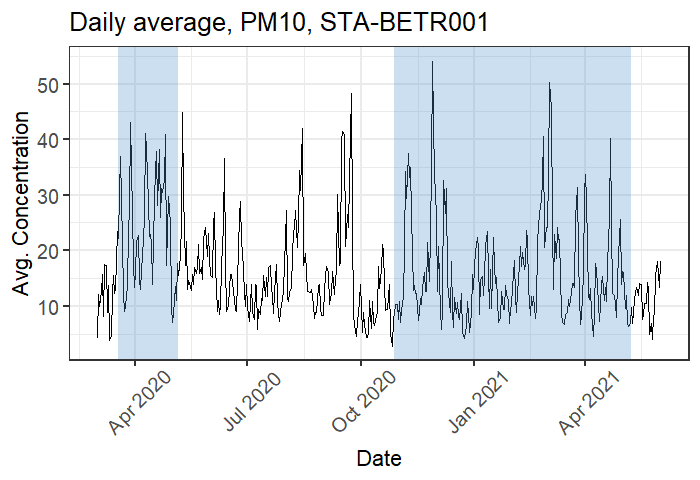 Daily average, PM10, STA-BETR001
Avg. Concentration
50
40
30
20
10
Apr 2020
Jul 2020
Oct 2020
Jan 2021
Apr 2021
Date